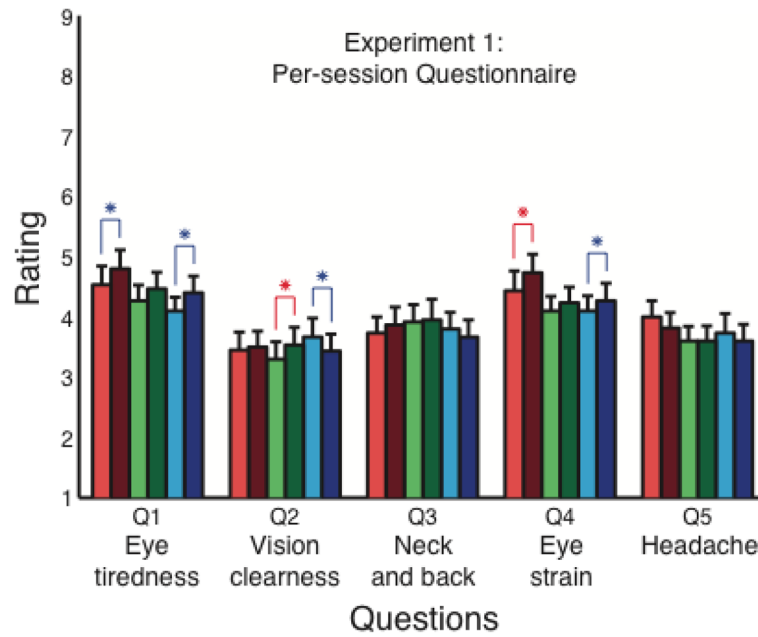 Experiment 1:
Per-session Questionnaire
Rating
9
8
7
6
5
4
3
2
1
*
*
*
*
*
*
Q1
Eye
tiredness
Q2
Vision
clearness
Q3
Neck
and back
Q4
Eye
strain
Q5
Headache
Questions